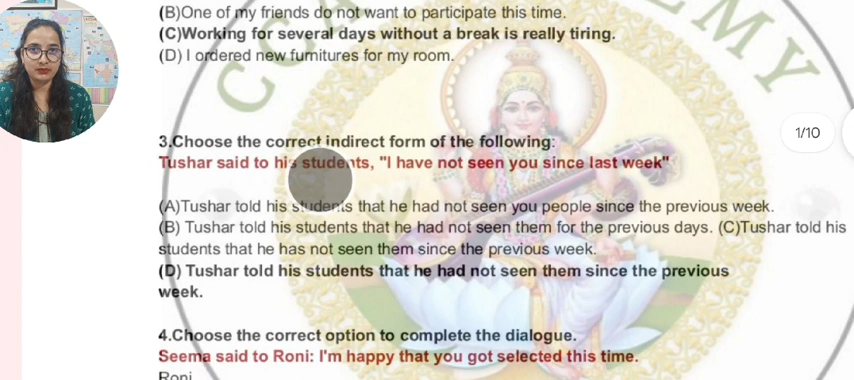 (B)One of my friends do not want to participate this time.
(C)Working for several days without a break is really tiring.
(D) I ordered new furnitures for my room.
CCA
EMY
1/10
3.Choose the correct indirect form of the following:
Tushar said to his students, "I have not seen you since last week"
(A)Tushar told his students that he had not seen you people since the previous week.
(B) Tushar told his students that he had not seen them for the previous days. (C)Tushar told his
students that he has not seen them since the previous week.
(D) Tushar told his students that he had not seen them since the previous
week.
4.Choose the correct option to complete the dialogue.
Seema said to Roni: I'm happy that you got selected this time.
Roni